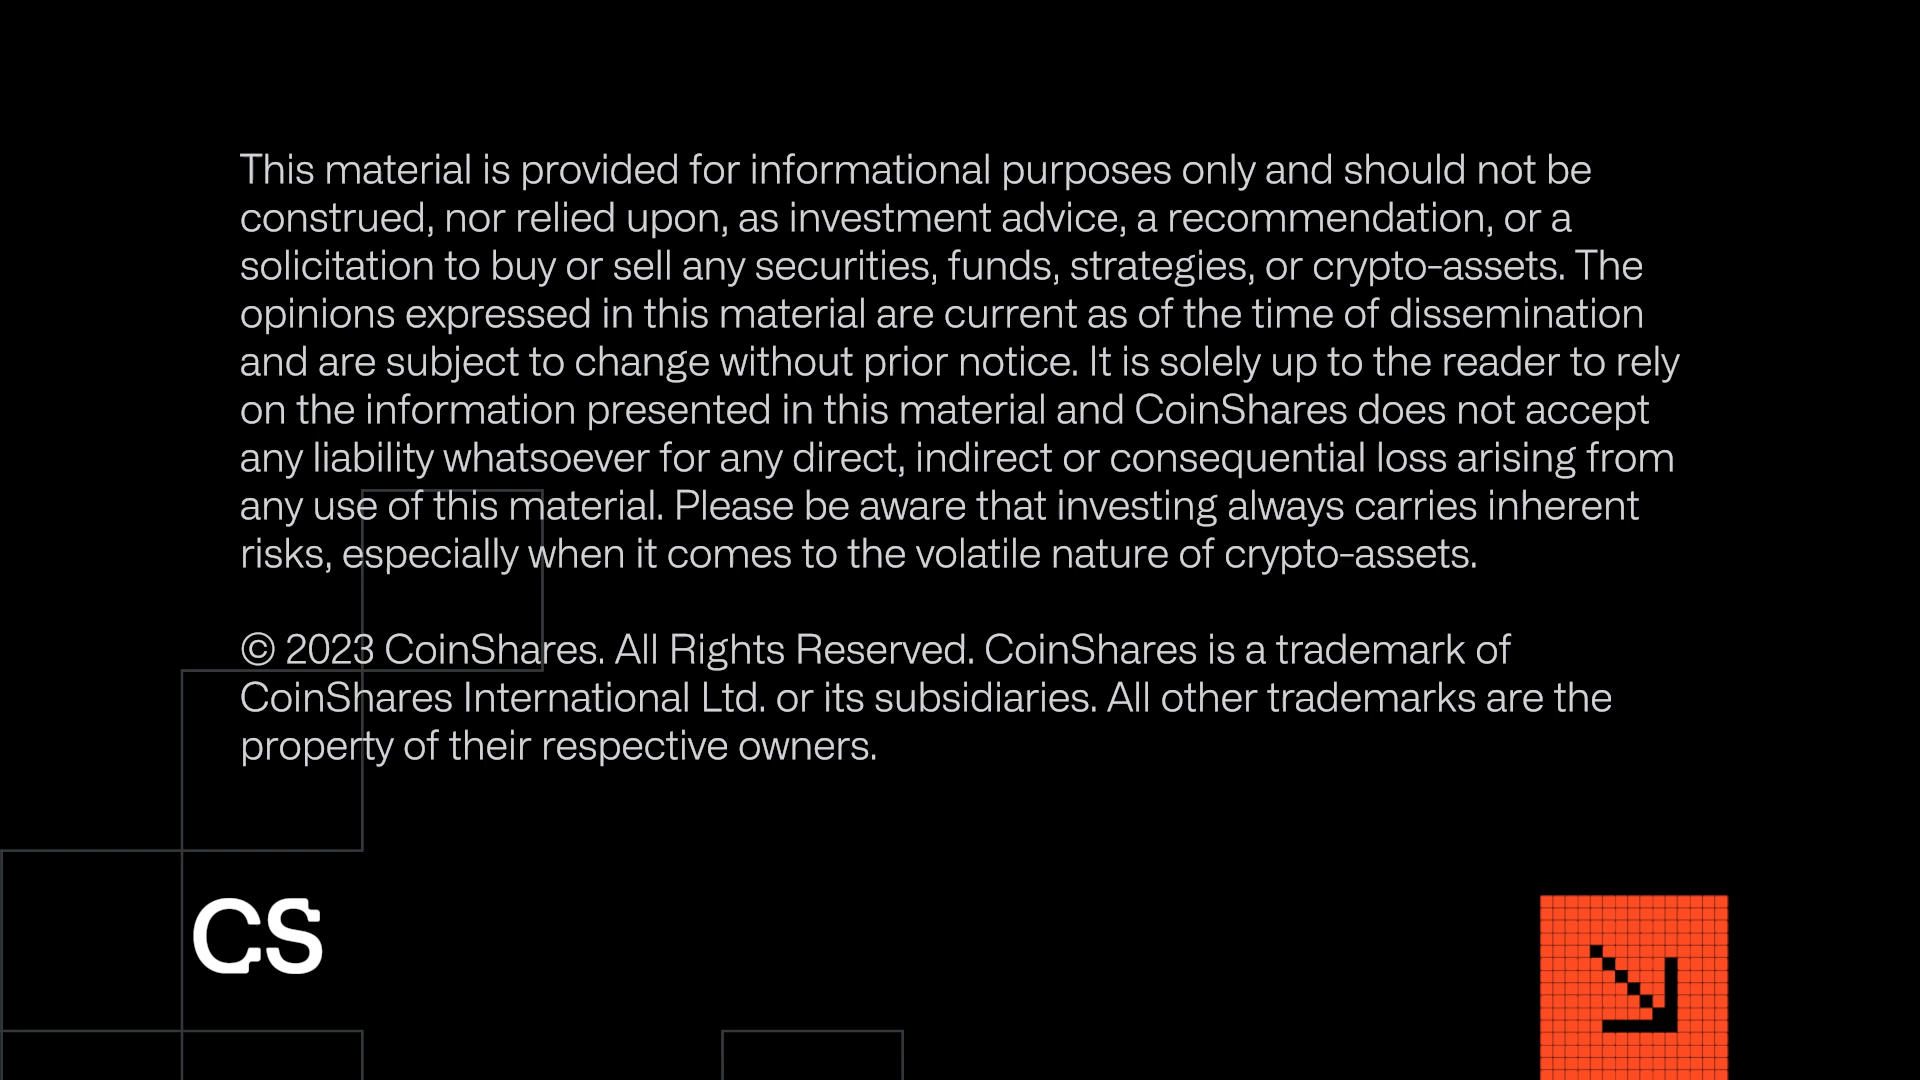 This material is provided for informational purposes only and should not be
construed, nor relied upon, as investment advice, a recommendation, or a
solicitation to buy or sell any securities, funds, strategies, or crypto-assets. The
opinions expressed in this material are current as of the time of dissemination
and are subject to change without prior notice. It is solely up to the reader to rely
on the information presented in this material and CoinShares does not accept
any liability whatsoever for any direct, indirect or consequential loss arising from
any use of this material. Please be aware that investing always carries inherent
risks, especially when it comes to the volatile nature of crypto-assets.
© 2023 CoinShares. All Rights Reserved. CoinShares is a trademark of
CoinShares International Ltd. or its subsidiaries. All other trademarks are the
property of their respective owners.
CS